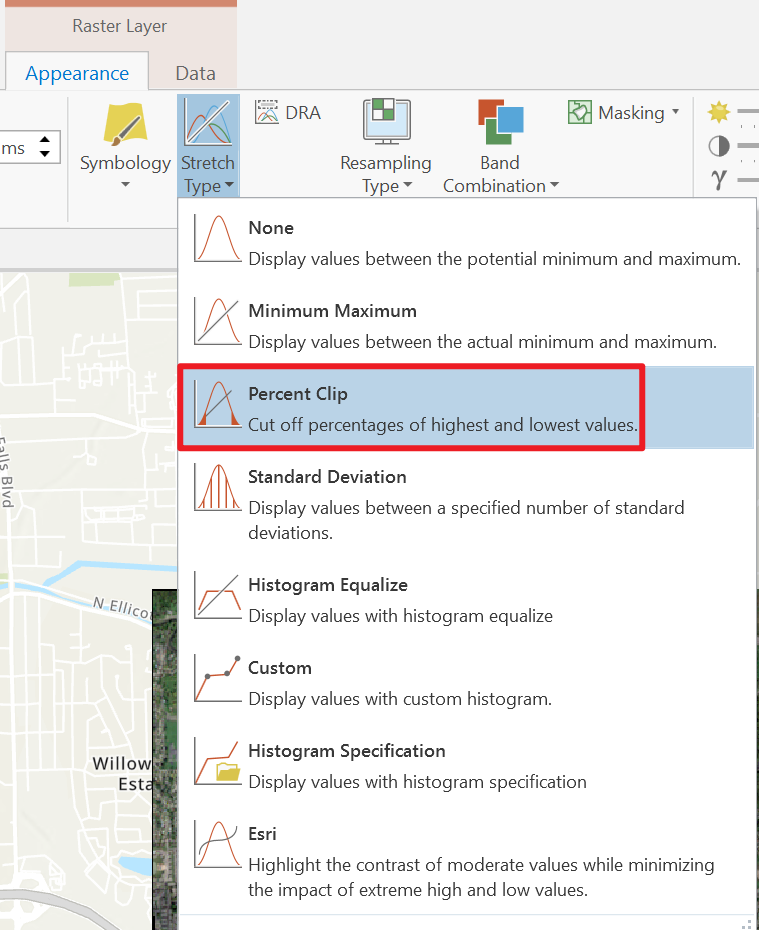 Raster Layer
Appearance
Data
ms
Symbology
Stretch
Type
DRA
Resampling
Type
Band
Combination
Masking
γ
None
Display values between the potential minimum and maximum.
Minimum Maximum
Display values between the actual minimum and maximum.
Percent Clip
Cut off percentages of highest and lowest values.
Standard Deviation
Display values between a specified number of standard
deviations.
Histogram Equalize
Display values with histogram equalize
Custom
Display values with custom histogram.
Histogram Specification
Display values with histogram specification
Esri
Highlight the contrast of moderate values while minimizing
the impact of extreme high and low values.
Falls Blvd
N Ellicot
Willow
Esta